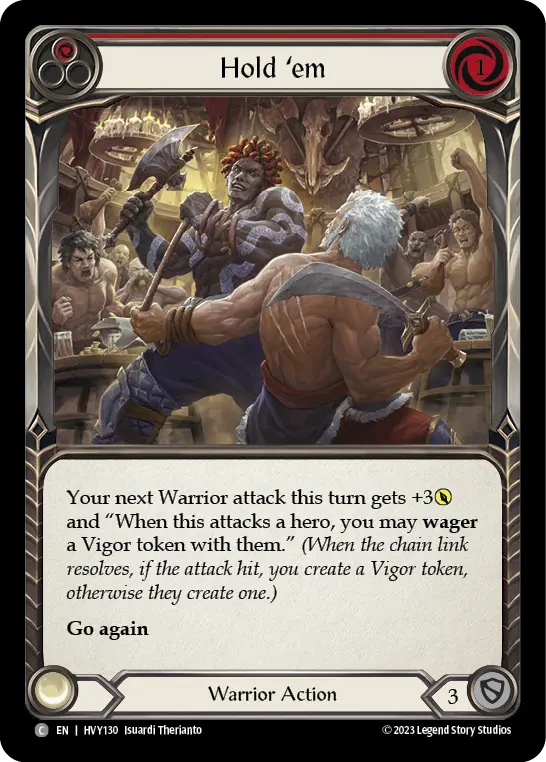 Hold ‘em
1
Your next Warrior attack this turn gets +3
and “When this attacks a hero, you may wager
a Vigor token with them.” (When the chain link
resolves, if the attack hit, you create a Vigor token,
otherwise they create one.)
Go again
Warrior Action
3
C EN | HVY130 Isuardi Therianto
© 2023 Legend Story Studios